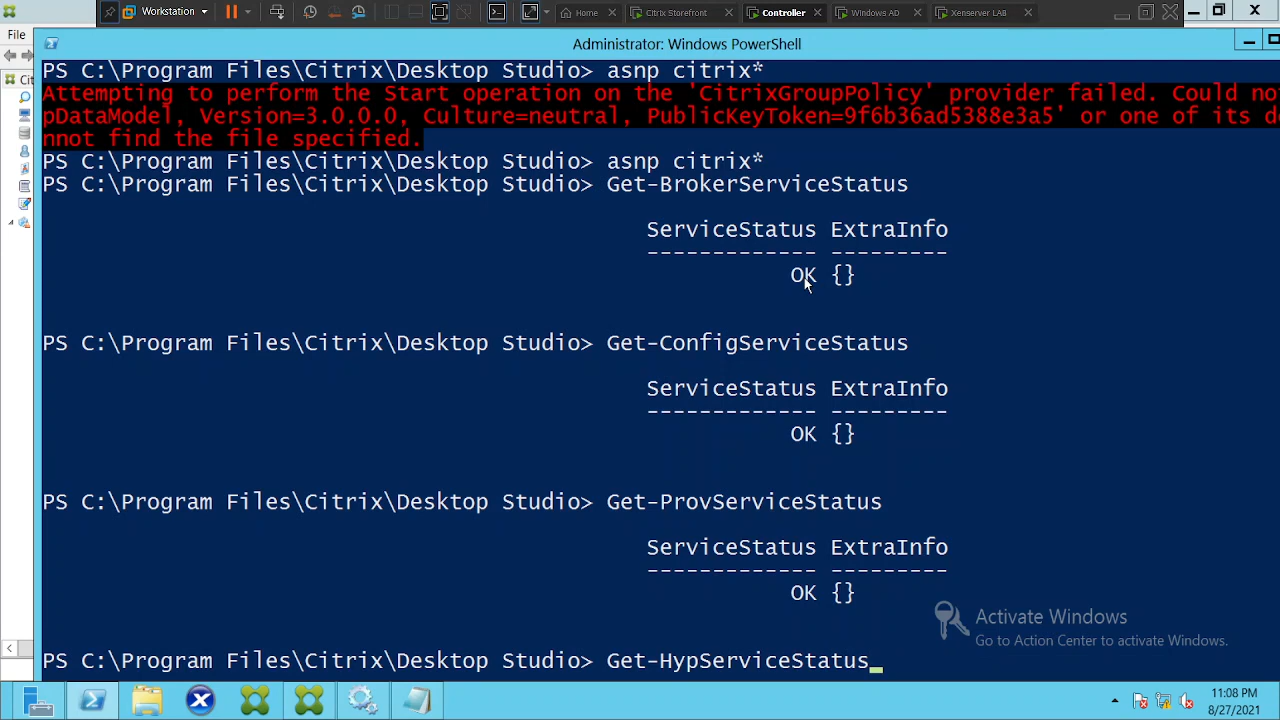 Workstation
Home
Citrix Storefront
Controller
Windows AD
Xenserver LAB
File
Administrator: Windows PowerShell
Cit
PS C:\Program Files\Citrix\Desktop Studio> asnp citrix*
Attempting to perform the Start operation on the 'CitrixGroupPolicy' provider failed. Could no
pDataModel, Version=3.0.0.0, Culture=neutral, PublicKeyToken=9f6b36ad5388e3a5' or one of its de
nnot find the file specified.
PS C:\Program Files\Citrix\Desktop Studio> asnp citrix*
PS C:\Program Files\Citrix\Desktop Studio> Get-BrokerServiceStatus
ServiceStatus ExtraInfo
------------- ---------
OK {}
PS C:\Program Files\Citrix\Desktop Studio> Get-ConfigServiceStatus
ServiceStatus ExtraInfo
------------- ---------
OK {}
PS C:\Program Files\Citrix\Desktop Studio> Get-ProvServiceStatus
ServiceStatus ExtraInfo
------------- ---------
OK {}
Activate Windows
Go to Action Center to activate Windows.
PS C:\Program Files\Citrix\Desktop Studio> Get-HypServiceStatus
11:08 PM
8/27/2021